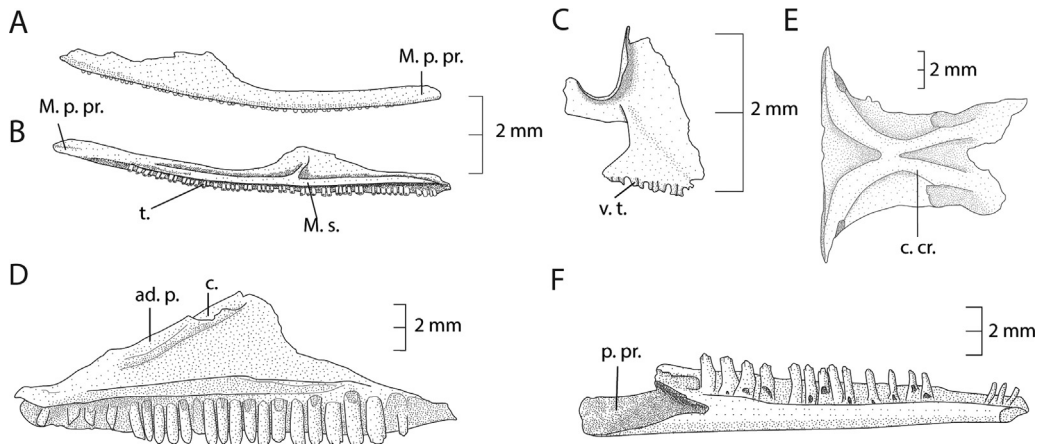 A
M. p. pr.
B
M. p. pr.
2 mm
t.
M. s.
C
2 mm
v. t.
E
2 mm
c. cr.
D
ad. p.
c.
2 mm
F
2 mm
p. pr.